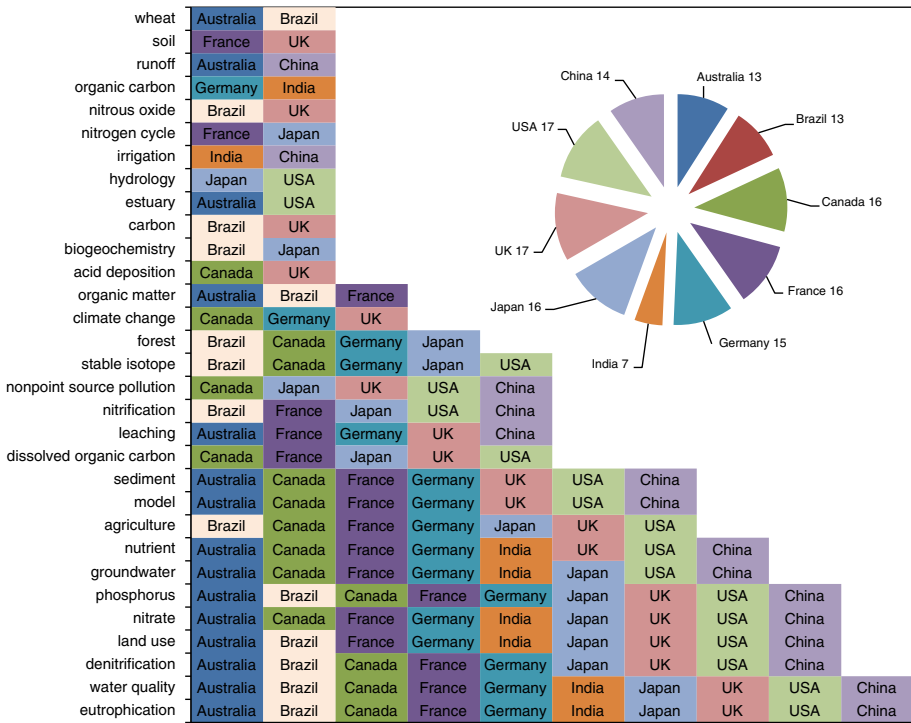 wheat Australia Brazil
soil France UK
runoff Australia China
organic carbon Germany India
nitrous oxide Brazil UK
nitrogen cycle France Japan
irrigation India China
hydrology Japan USA
estuary Australia USA
carbon Brazil UK
biogeochemistry Brazil Japan
acid deposition Canada UK
organic matter Australia Brazil France
climate change Canada Germany UK
forest Brazil Canada Germany Japan
stable isotope Brazil Canada Germany Japan USA
nonpoint source pollution Canada Japan UK USA China
nitrification Brazil France Japan USA China
leaching Australia France Germany UK China
dissolved organic carbon Canada France Japan UK USA
sediment Australia Canada France Germany UK USA China
model Australia Canada France Germany UK USA China
agriculture Brazil Canada France Germany Japan UK USA
nutrient Australia Canada France Germany India UK USA China
groundwater Australia Canada France Germany India Japan USA China
phosphorus Australia Brazil Canada France Germany Japan UK USA China
nitrate Australia Canada France Germany India Japan UK USA China
land use Australia Brazil France Germany India Japan UK USA China
denitrification Australia Brazil Canada France Germany Japan UK USA China
water quality Australia Brazil Canada France Germany India Japan UK USA China
eutrophication Australia Brazil Canada France Germany India Japan UK USA China
Australia 13
Brazil 13
Canada 16
France 16
Germany 15
India 7
Japan 16
UK 17
USA 17
China 14